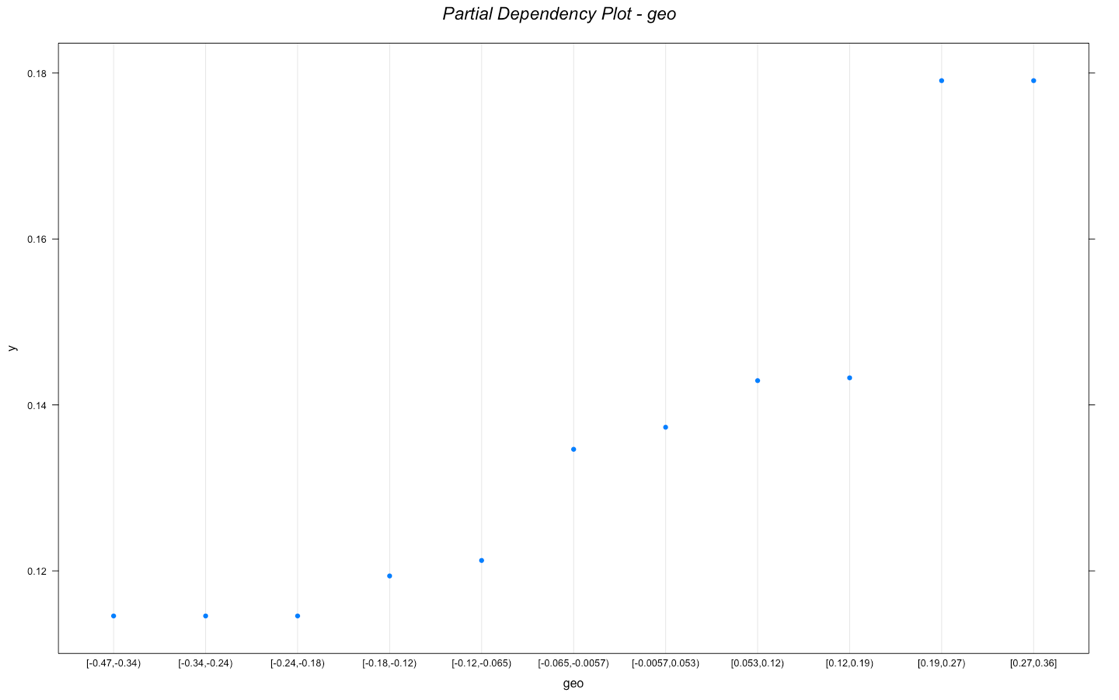 Partial Dependency Plot - geo
0.18
0.16
0.14
0.12
y
[-0.47,-0.34) [-0.34,-0.24) [-0.24,-0.18) [-0.18,-0.12) [-0.12,-0.065) [-0.065,-0.0057) [-0.0057,0.053) [0.053,0.12) [0.12,0.19) [0.19,0.27) [0.27,0.36]
geo